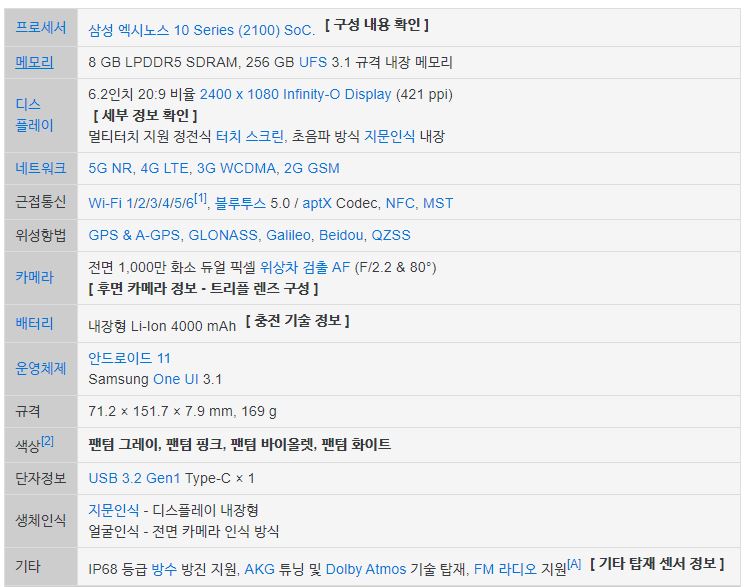 프로세서 삼성 엑시노스 10 Series (2100) SoC. [ 구성 내용 확인 ]
메모리 8 GB LPDDR5 SDRAM, 256 GB UFS 3.1 규격 내장 메모리
디스
플레이
6.2인치 20:9 비율 2400 x 1080 Infinity-O Display (421 ppi)
[ 세부 정보 확인 ]
멀티터치 지원 정전식 터치 스크린, 초음파 방식 지문인식 내장
네트워크 5G NR, 4G LTE, 3G WCDMA, 2G GSM
근접통신 Wi-Fi 1/2/3/4/5/6[1], 블루투스 5.0 / aptX Codec, NFC, MST
위성항법 GPS & A-GPS, GLONASS, Galileo, Beidou, QZSS
카메라
전면 1,000만 화소 듀얼 픽셀 위상차 검출 AF (F/2.2 & 80°)
[ 후면 카메라 정보 - 트리플 렌즈 구성 ]
배터리 내장형 Li-Ion 4000 mAh [ 충전 기술 정보 ]
운영체제
안드로이드 11
Samsung One UI 3.1
규격 71.2 × 151.7 × 7.9 mm, 169 g
색상[2] 팬텀 그레이, 팬텀 핑크, 팬텀 바이올렛, 팬텀 화이트
단자정보 USB 3.2 Gen1 Type-C × 1
생체인식
지문인식 - 디스플레이 내장형
얼굴인식 - 전면 카메라 인식 방식
기타 IP68 등급 방수 방진 지원, AKG 튜닝 및 Dolby Atmos 기술 탑재, FM 라디오 지원[A] [ 기타 탑재 센서 정보 ]